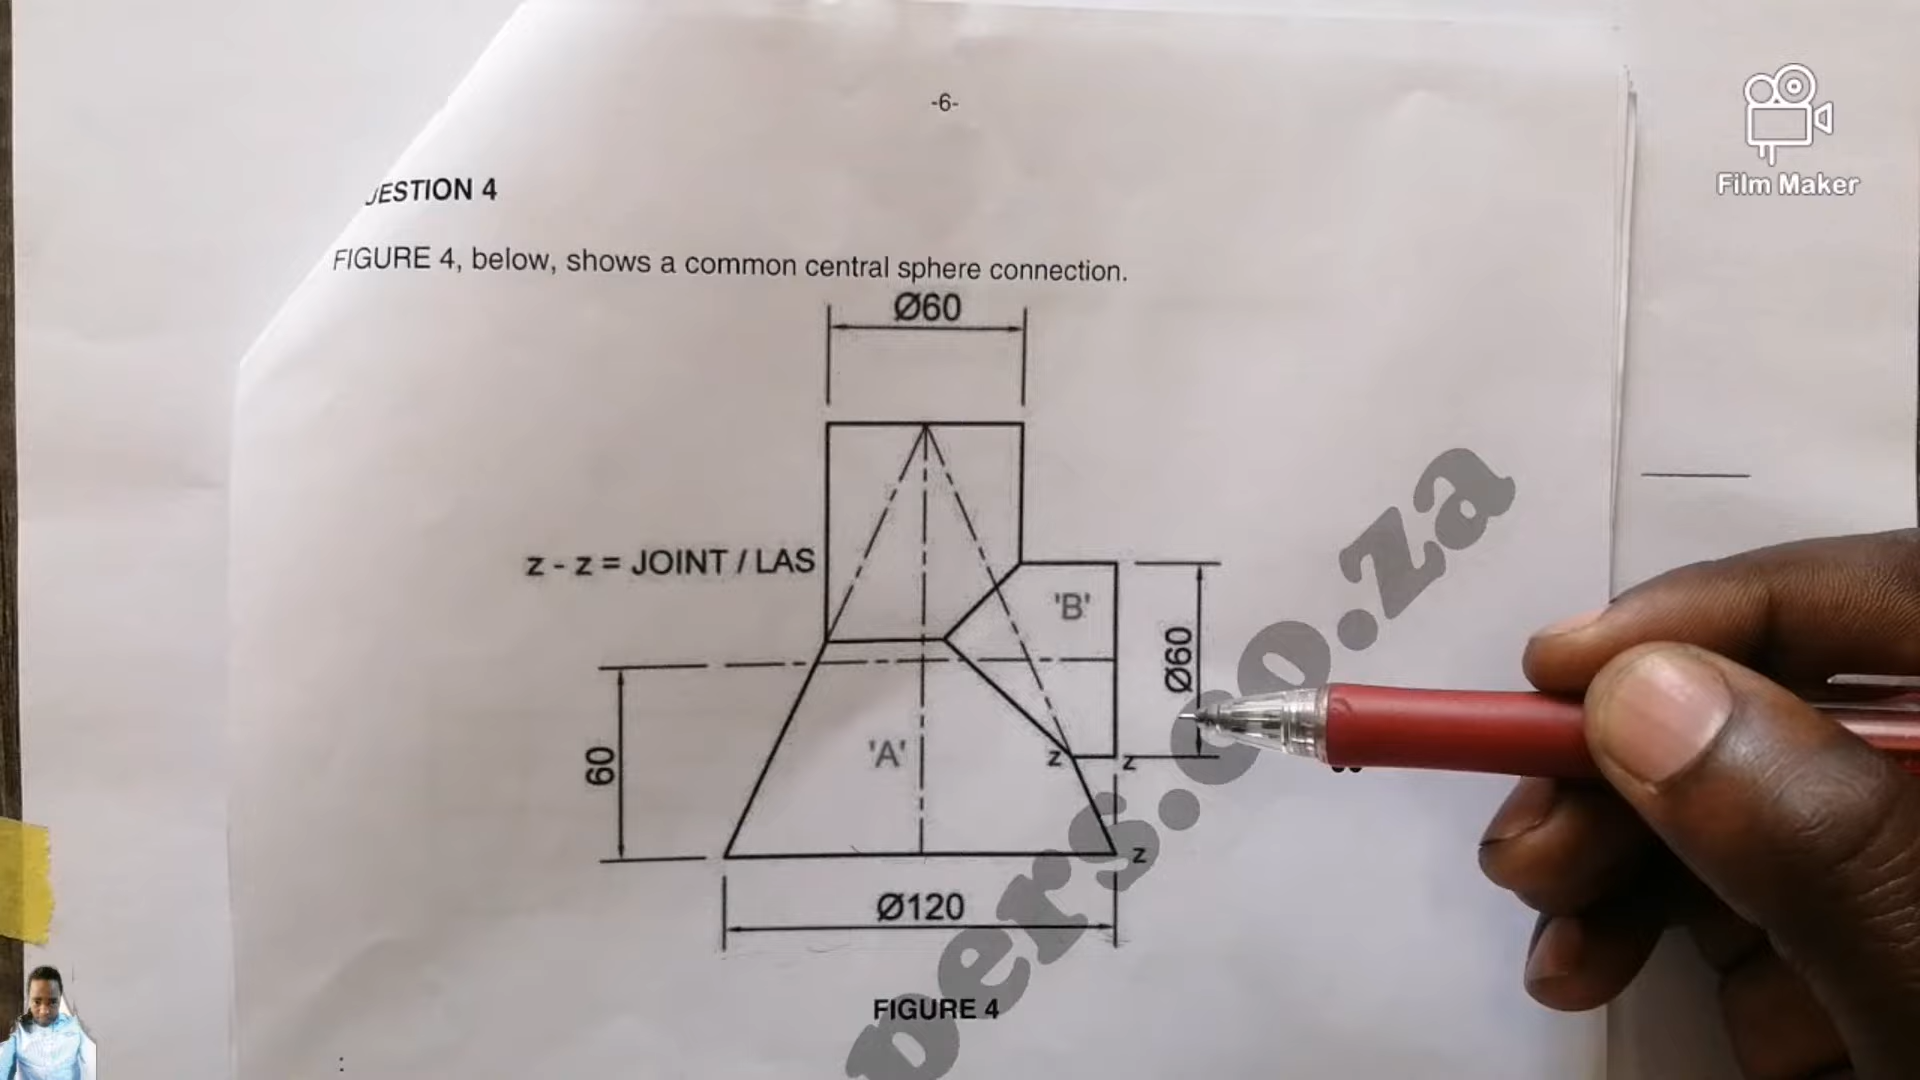 -6-
UESTION 4
FIGURE 4, below, shows a common central sphere connection.
Ø60
z - z = JOINT / LAS
'B'
Ø60
60
'A'
z
z
z
Ø120
FIGURE 4
pers.co.za
Film Maker